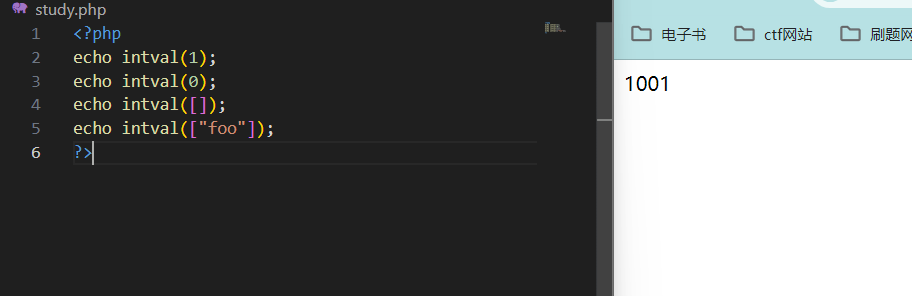 study.php
1 <?php
2 echo intval(1);
3 echo intval(0);
4 echo intval([]);
5 echo intval(["foo"]);
6 ?>
电子书 ctf网站 刷题网
1001